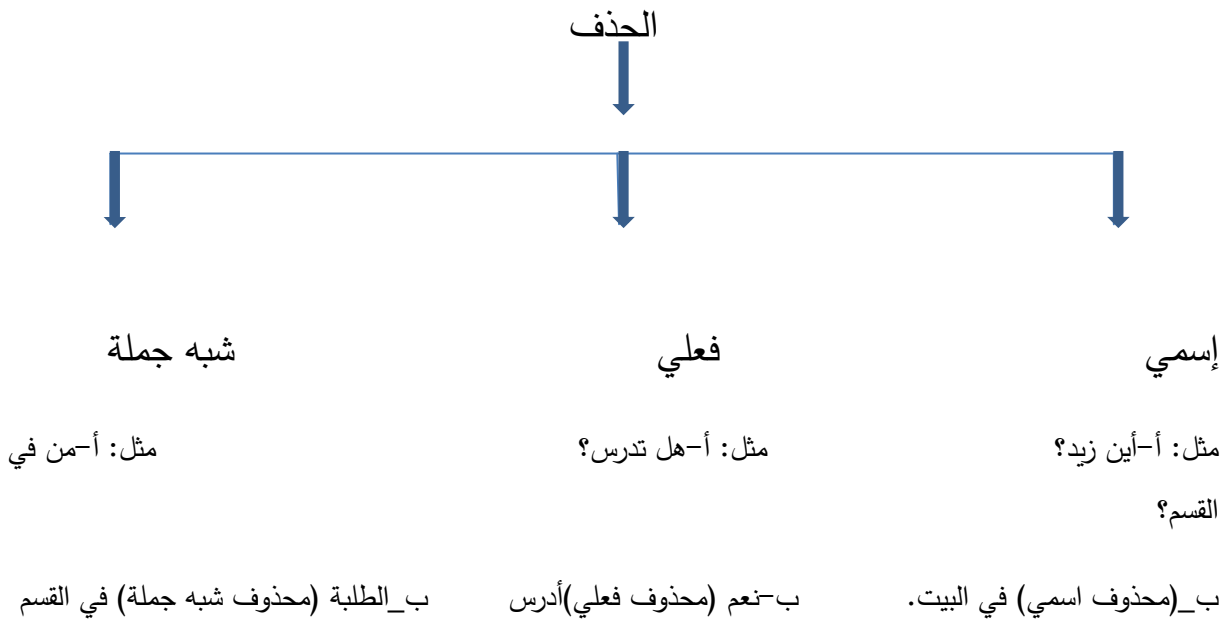 الحذف
إسمي فعلي شبه جملة
مثل: أ-أين زيد؟ مثل: أ-هل تدرس؟ مثل: أ-من في
القسم؟
ب_(محذوف اسمي) في البيت. ب-نعم (محذوف فعلي)أدرس ب_الطلبة (محذوف شبه جملة) في القسم